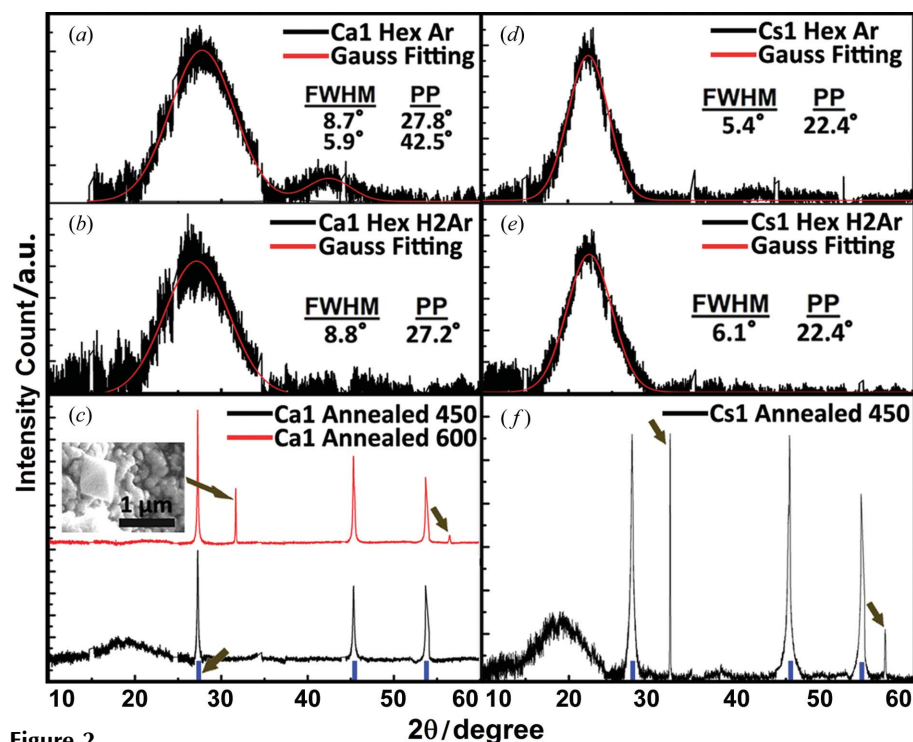 Intensity Count/a.u.
(a)
Ca1 Hex Ar
Gauss Fitting
FWHM PP
8.7° 27.8°
5.9° 42.5°
(d)
Cs1 Hex Ar
Gauss Fitting
FWHM PP
5.4° 22.4°
(b)
Ca1 Hex H2Ar
Gauss Fitting
FWHM PP
8.8° 27.2°
(e)
Cs1 Hex H2Ar
Gauss Fitting
FWHM PP
6.1° 22.4°
(c)
Ca1 Annealed 450
Ca1 Annealed 600
1 µm
(f)
Cs1 Annealed 450
10 20 30 40 50 60
10 20 30 40 50 60
2θ/degree
Figure 2